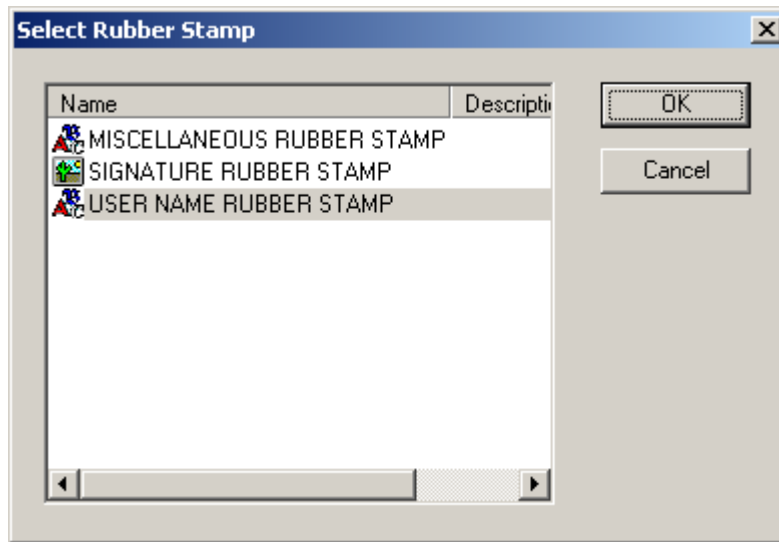 Select Rubber Stamp
Name Descripti
MISCELLANEOUS RUBBER STAMP
SIGNATURE RUBBER STAMP
USER NAME RUBBER STAMP
OK
Cancel